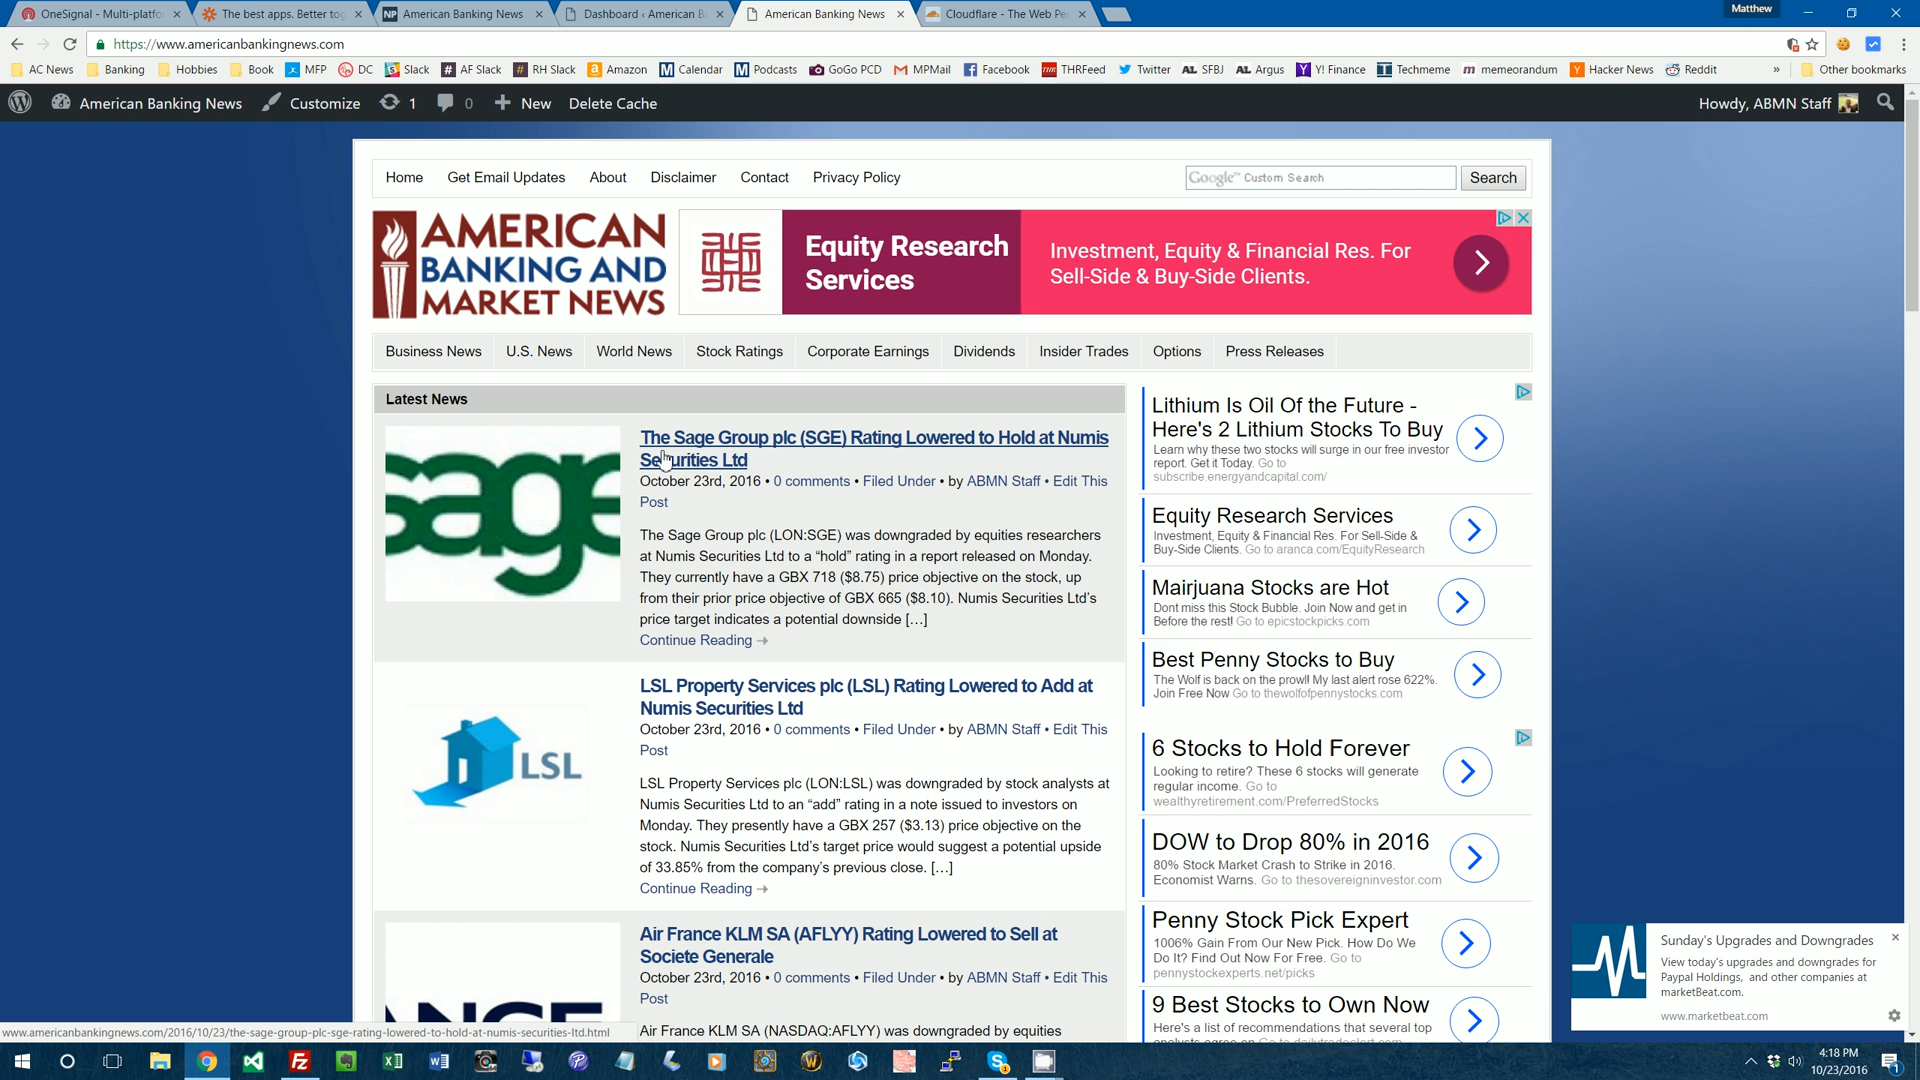 OneSignal - Multi-platfo
The best apps. Better tog
American Banking News
Dashboard ‹ American B
American Banking News
Cloudflare - The Web Pe
Matthew
https://www.americanbankingnews.com
AC News
Banking
Hobbies
Book
MFP
DC
Slack
AF Slack
RH Slack
Amazon
Calendar
Podcasts
GoGo PCD
MPMail
Facebook
THRFeed
Twitter
SFBJ
Argus
Y! Finance
Techmeme
memeorandum
Hacker News
Reddit
»
Other bookmarks
American Banking News
Customize
1
0
New
Delete Cache
Howdy, ABMN Staff
Home
Get Email Updates
About
Disclaimer
Contact
Privacy Policy
Google™ Custom Search
Search
AMERICAN
BANKING AND
MARKET NEWS
Equity Research
Services
Investment, Equity & Financial Res. For
Sell-Side & Buy-Side Clients.
Business News
U.S. News
World News
Stock Ratings
Corporate Earnings
Dividends
Insider Trades
Options
Press Releases
Latest News
sage
The Sage Group plc (SGE) Rating Lowered to Hold at Numis
Securities Ltd
October 23rd, 2016 • 0 comments • Filed Under • by ABMN Staff • Edit This
Post
The Sage Group plc (LON:SGE) was downgraded by equities researchers
at Numis Securities Ltd to a “hold” rating in a report released on Monday.
They currently have a GBX 718 ($8.75) price objective on the stock, up
from their prior price objective of GBX 665 ($8.10). Numis Securities Ltd’s
price target indicates a potential downside […]
Continue Reading →
LSL
LSL Property Services plc (LSL) Rating Lowered to Add at
Numis Securities Ltd
October 23rd, 2016 • 0 comments • Filed Under • by ABMN Staff • Edit This
Post
LSL Property Services plc (LON:LSL) was downgraded by stock analysts at
Numis Securities Ltd to an “add” rating in a note issued to investors on
Monday. They presently have a GBX 257 ($3.13) price objective on the
stock. Numis Securities Ltd’s target price would suggest a potential upside
of 33.85% from the company’s previous close. […]
Continue Reading →
Air France KLM SA (AFLYY) Rating Lowered to Sell at
Societe Generale
October 23rd, 2016 • 0 comments • Filed Under • by ABMN Staff • Edit This
Post
Air France KLM SA (NASDAQ:AFLYY) was downgraded by equities
Lithium Is Oil Of the Future -
Here's 2 Lithium Stocks To Buy
Learn why these two stocks will surge in our free investor
report. Get it Today. Go to
subscribe.energyandcapital.com/
Equity Research Services
Investment, Equity & Financial Res. For Sell-Side &
Buy-Side Clients. Go to aranca.com/EquityResearch
Mairjuana Stocks are Hot
Dont miss this Stock Bubble. Join Now and get in
Before the rest! Go to epicstockpicks.com
Best Penny Stocks to Buy
The Wolf is back on the prowl! My last alert rose 622%.
Join Free Now Go to thewolfofpennystocks.com
6 Stocks to Hold Forever
Looking to retire? These 6 stocks will generate
regular income. Go to
wealthyretirement.com/PreferredStocks
DOW to Drop 80% in 2016
80% Stock Market Crash to Strike in 2016.
Economist Warns. Go to thesovereigninvestor.com
Penny Stock Pick Expert
1006% Gain From Our New Pick. How Do We
Do It? Find Out Now For Free. Go to
pennystockexperts.net/picks
9 Best Stocks to Own Now
Here's a list of recommendations that several top
Sunday's Upgrades and Downgrades
View today's upgrades and downgrades for
Paypal Holdings, and other companies at
marketBeat.com.
www.marketbeat.com
www.americanbankingnews.com/2016/10/23/the-sage-group-plc-sge-rating-lowered-to-hold-at-numis-securities-ltd.html
4:18 PM
10/23/2016